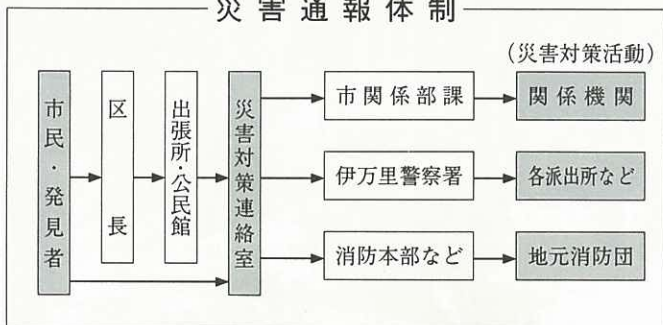 災害通報体制
(災害対策活動)
市民・発見者
区長
出張所・公民館
災害対策連絡室
市関係部課
関係機関
伊万里警察署
各派出所など
消防本部など
地元消防団